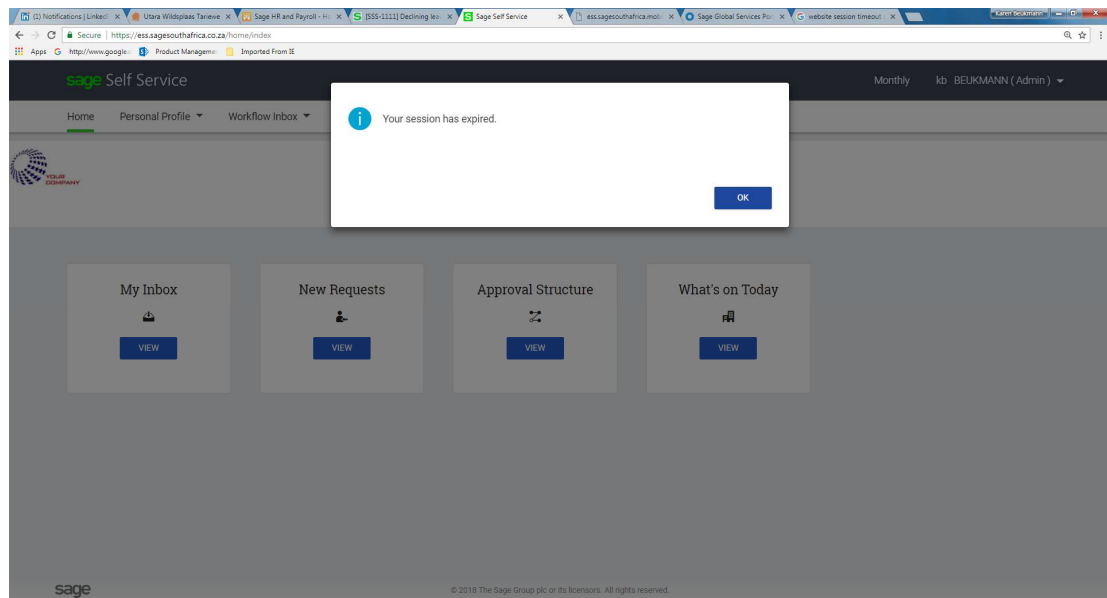 (1) Notifications | LinkedI
Utara Wildsplaas Tariewe
Sage HR and Payroll - H
[SSS-1111] Declining lea
Sage Self Service
ess.sagesouthafrica.mobi
Sage Global Services Por
website session timeout
Karen Beukmann
Secure | https://ess.sagesouthafrica.co.za/home/index
Apps
http://www.google
Product Manageme
Imported From IE
sage Self Service
Monthly
kb BEUKMANN ( Admin )
Home
Personal Profile
Workflow Inbox
Your session has expired.
OK
YOUR
COMPANY
My Inbox
New Requests
Approval Structure
What's on Today
VIEW
VIEW
VIEW
VIEW
sage
© 2018 The Sage Group plc or its licensors. All rights reserved.